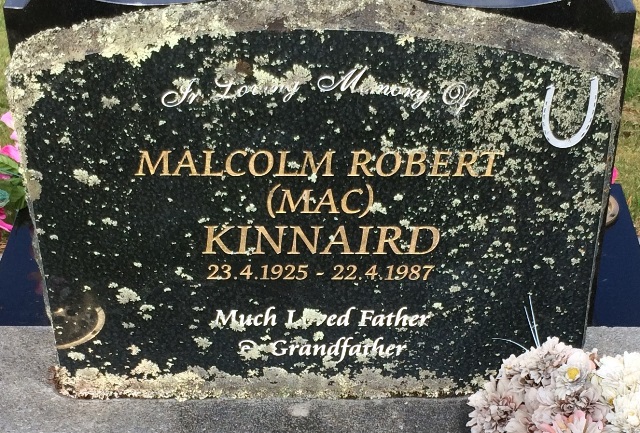 In Loving Memory Of
MALCOLM ROBERT
(MAC)
KINNAIRD
23.4.1925 - 22.4.1987
Much Loved Father
& Grandfather